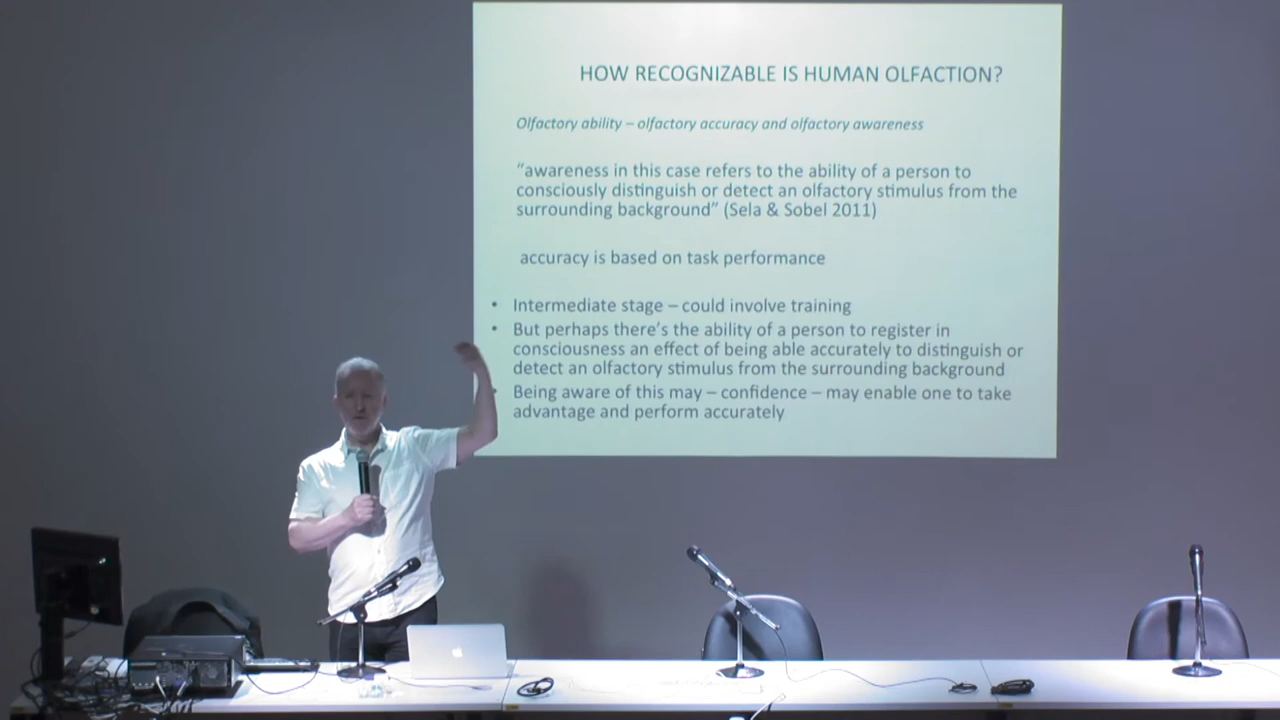 HOW RECOGNIZABLE IS HUMAN OLFACTION?
Olfactory ability – olfactory accuracy and olfactory awareness
“awareness in this case refers to the ability of a person to
consciously distinguish or detect an olfactory stimulus from the
surrounding background” (Sela & Sobel 2011)
accuracy is based on task performance
• Intermediate stage – could involve training
• But perhaps there’s the ability of a person to register in
consciousness an effect of being able accurately to distinguish or
detect an olfactory stimulus from the surrounding background
Being aware of this may – confidence – may enable one to take
advantage and perform accurately